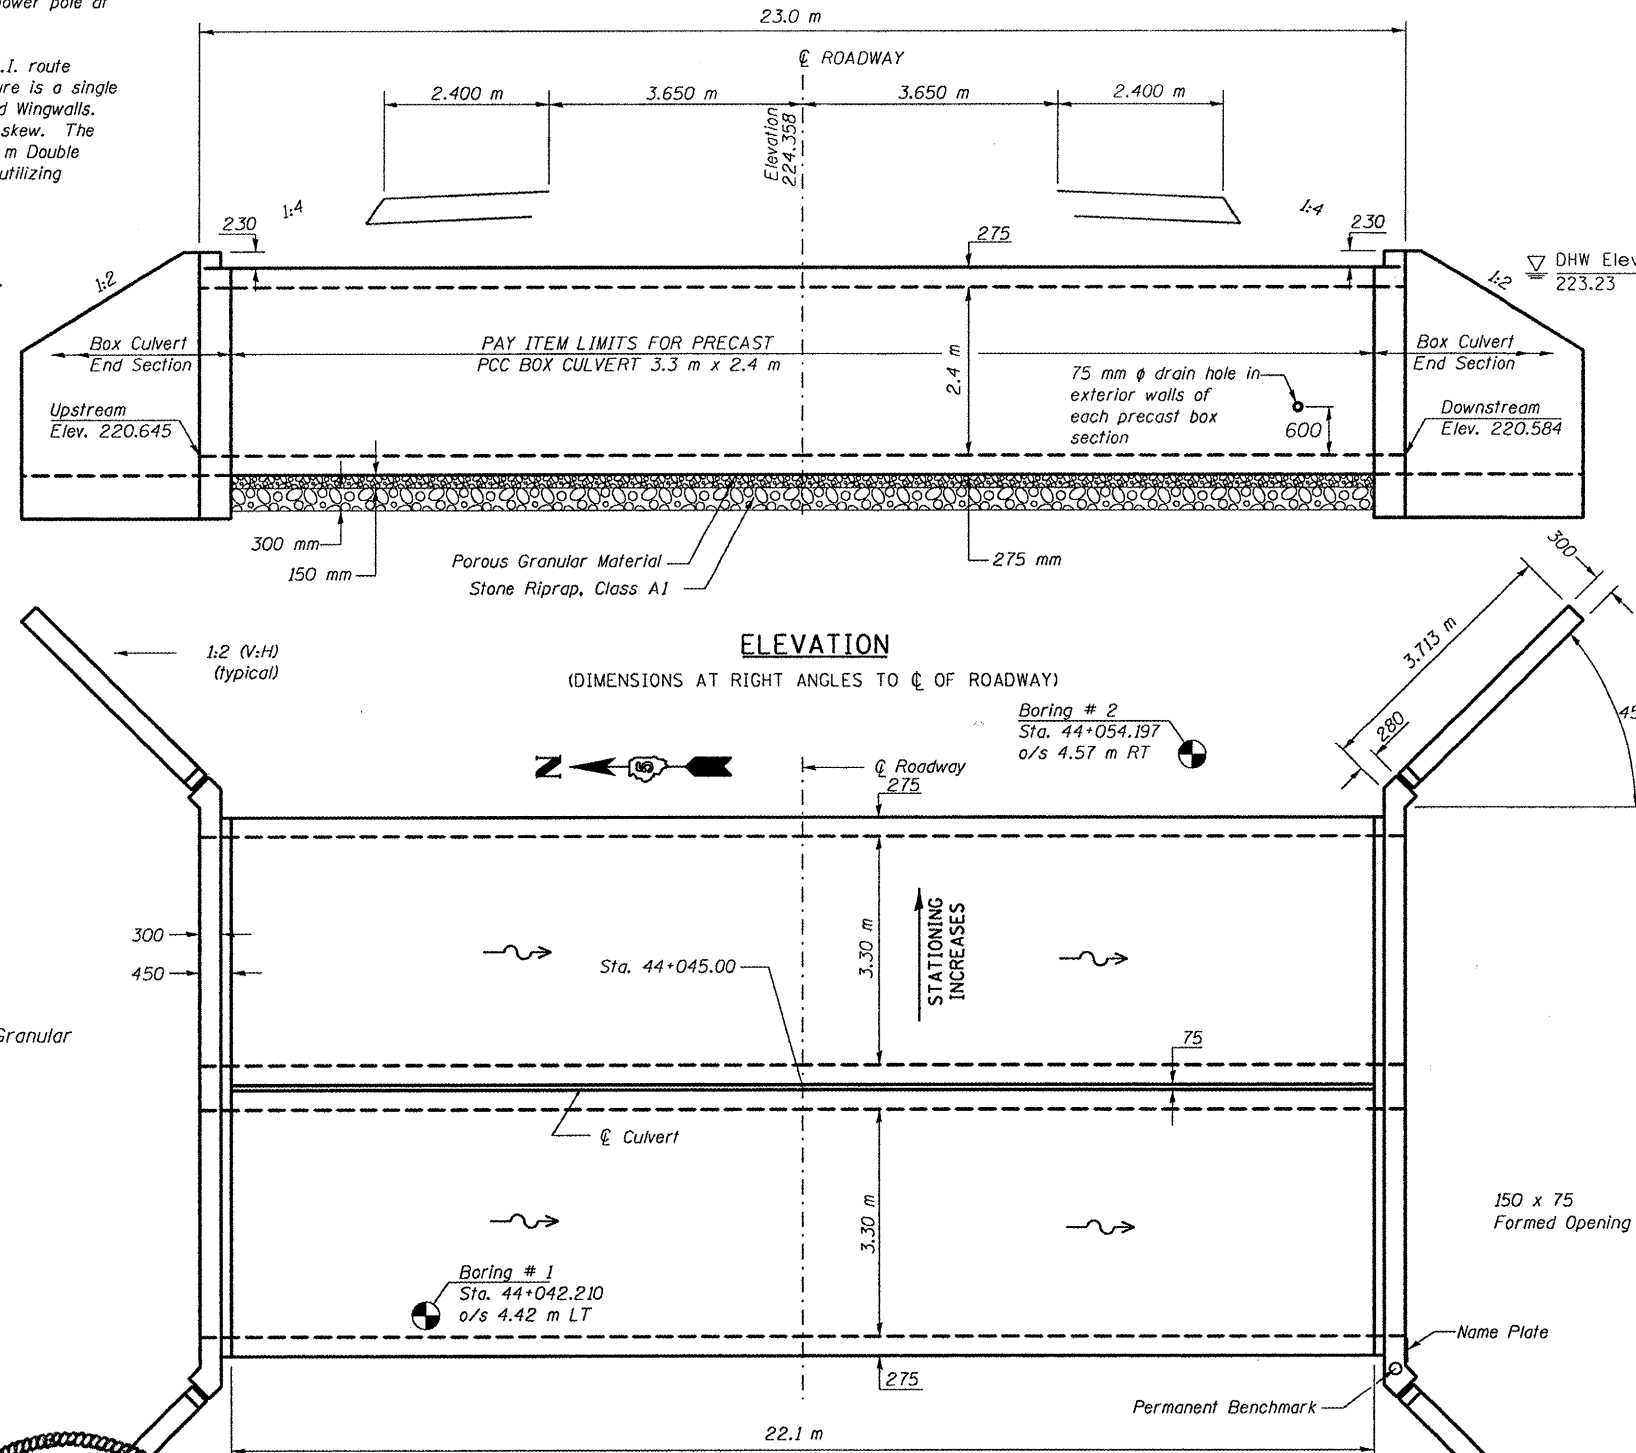 ower pole at
.I. route
ure is a single
d Wingwalls.
skew. The
m Double
utilizing
23.0 m
℄ ROADWAY
2.400 m
3.650 m
3.650 m
2.400 m
Elevation
224.358
230
1:4
1:4
230
275
1:2
1:2
DHW Elev
223.23
Box Culvert
End Section
PAY ITEM LIMITS FOR PRECAST
PCC BOX CULVERT 3.3 m x 2.4 m
2.4 m
Box Culvert
End Section
75 mm ϕ drain hole in
exterior walls of
each precast box
section
600
Upstream
Elev. 220.645
Downstream
Elev. 220.584
300 mm
150 mm
Porous Granular Material
Stone Riprap, Class A1
275 mm
ELEVATION
(DIMENSIONS AT RIGHT ANGLES TO ℄ OF ROADWAY)
1:2 (V:H)
(typical)
300
3.713 m
280
45
Boring # 2
Sta. 44+054.197
o/s 4.57 m RT
N
℄ Roadway
275
300
450
3.30 m
STATIONING
INCREASES
Sta. 44+045.00
75
Granular
℄ Culvert
3.30 m
150 x 75
Formed Opening
Boring # 1
Sta. 44+042.210
o/s 4.42 m LT
Name Plate
275
Permanent Benchmark
22.1 m